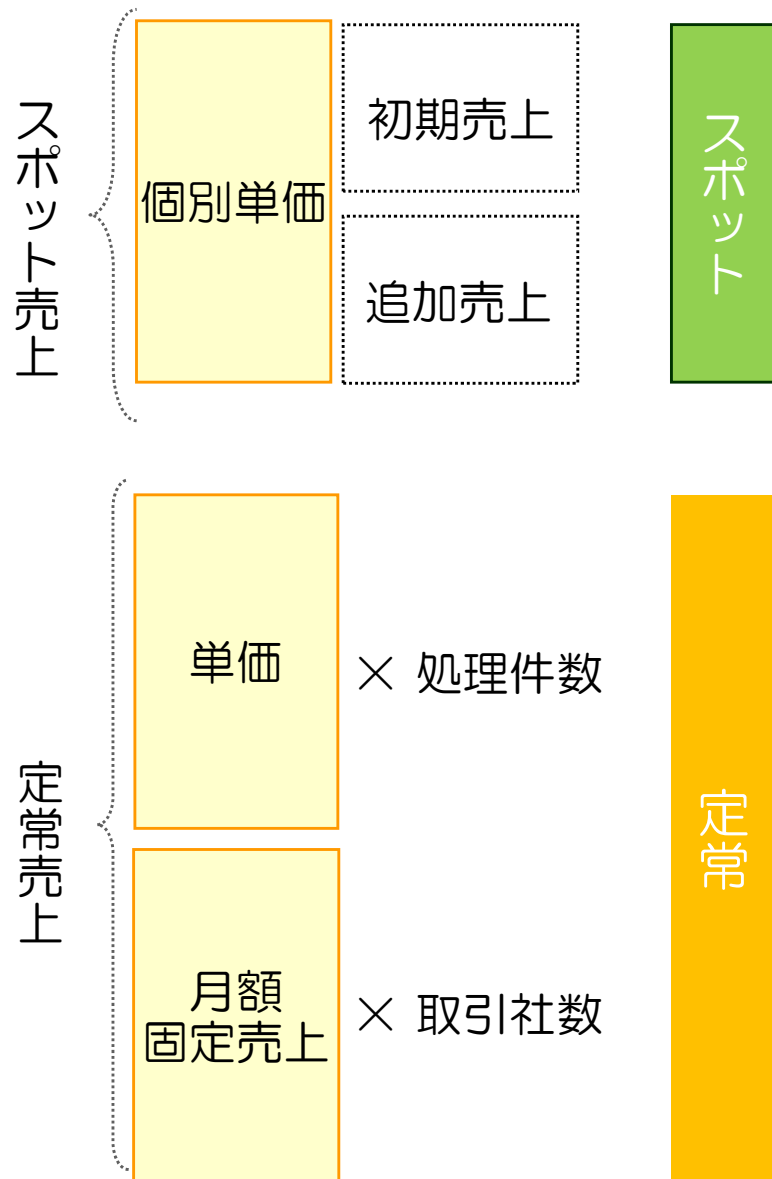 スポット売上
個別単価
初期売上
追加売上
スポット
定常売上
単価
× 処理件数
月額
固定売上
× 取引社数
定常